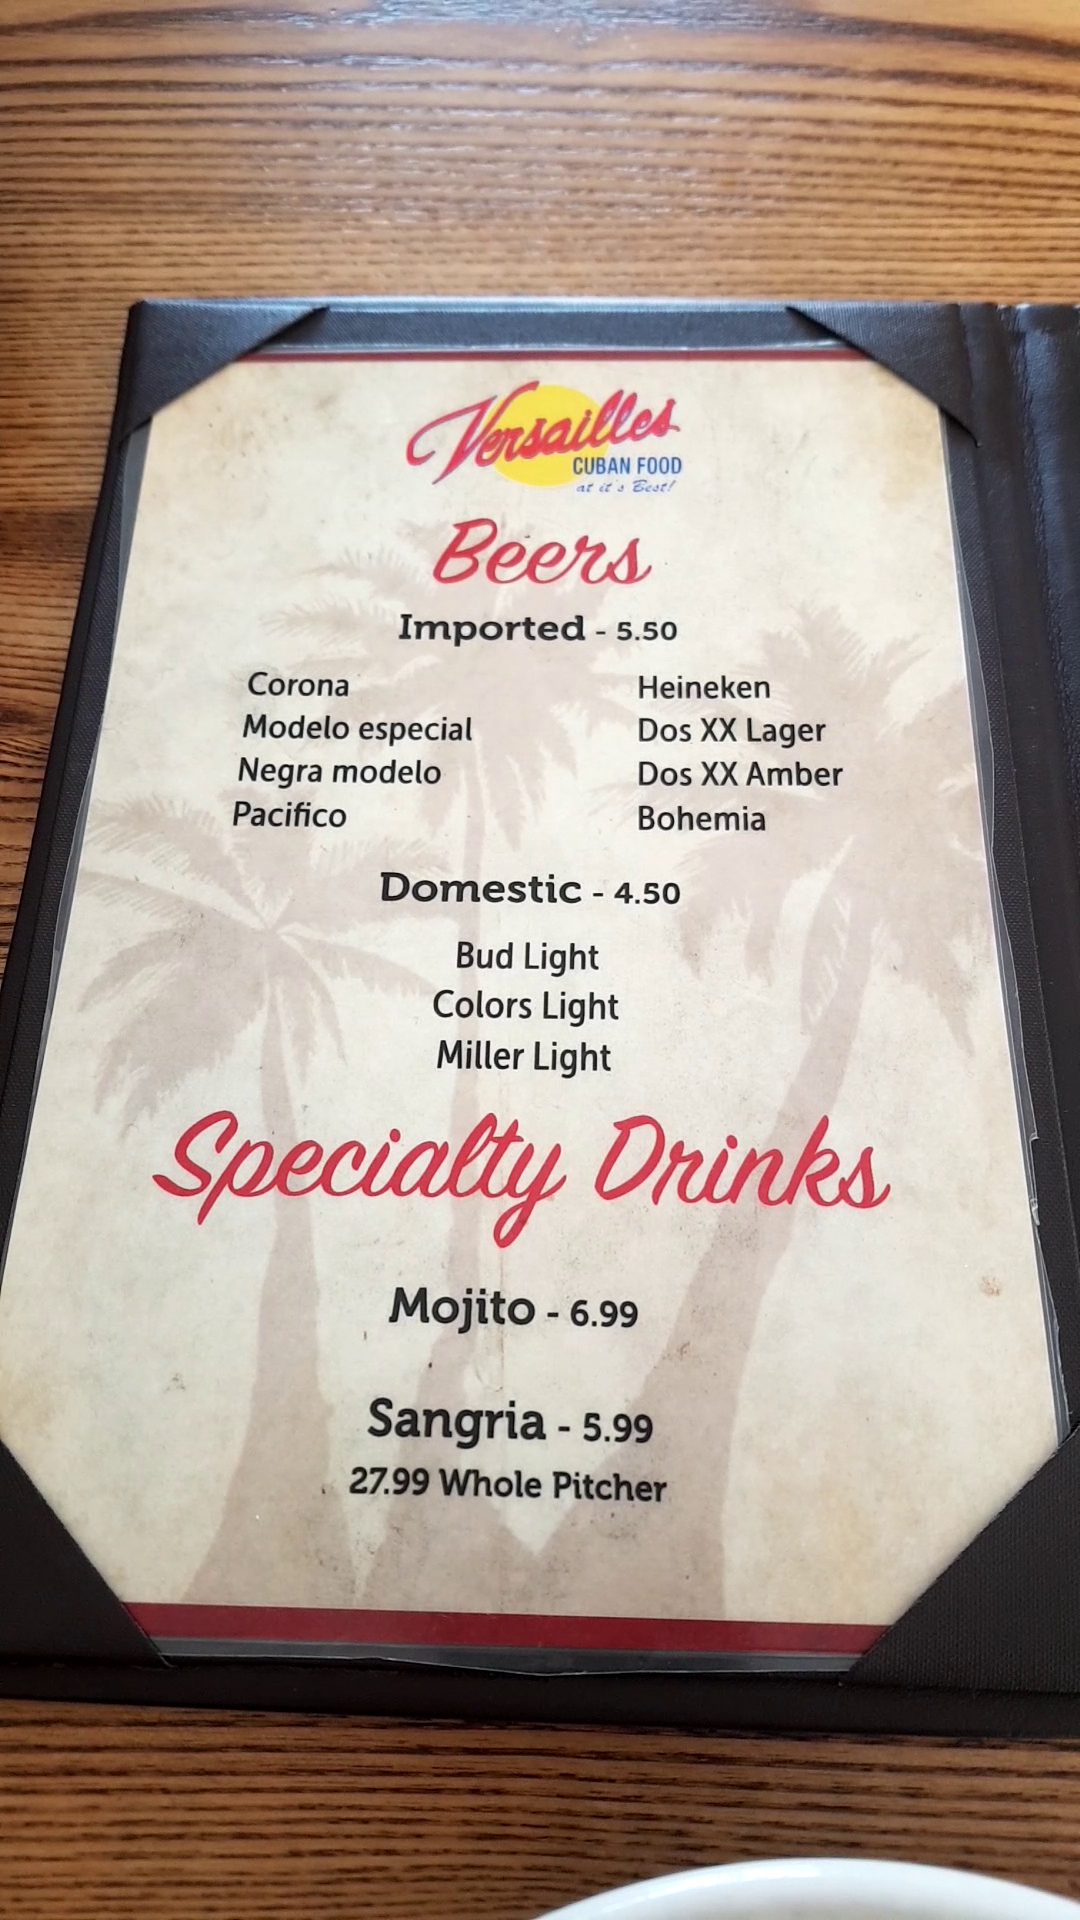 Versailles
CUBAN FOOD
at it's Best!
Beers
Imported - 5.50
Corona
Modelo especial
Negra modelo
Pacifico
Heineken
Dos XX Lager
Dos XX Amber
Bohemia
Domestic - 4.50
Bud Light
Colors Light
Miller Light
Specialty Drinks
Mojito - 6.99
Sangria - 5.99
27.99 Whole Pitcher